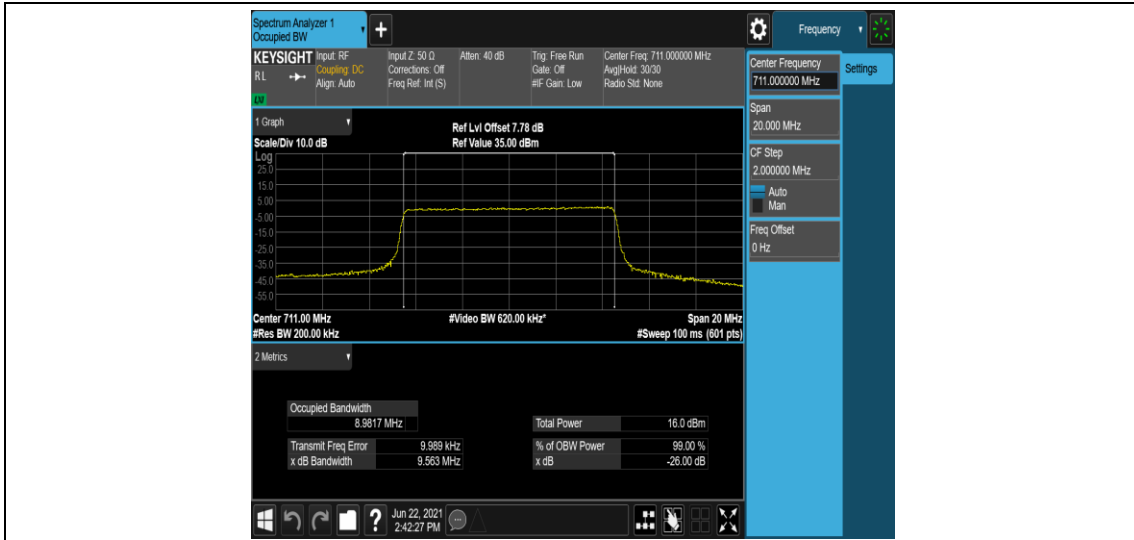 Spectrum Analyzer 1
Occupied BW
Frequency
KEYSIGHT
RL
LXI
Input: RF
Coupling: DC
Align: Auto
Input Z: 50 Ω
Corrections: Off
Freq Ref: Int (S)
Atten: 40 dB
Trig: Free Run
Gate: Off
#IF Gain: Low
Center Freq: 711.000000 MHz
Avg|Hold: 30/30
Radio Std: None
Center Frequency
711.000000 MHz
Settings
Span
20.000 MHz
CF Step
2.000000 MHz
Auto
Man
Freq Offset
0 Hz
1 Graph
Scale/Div 10.0 dB
Ref Lvl Offset 7.78 dB
Ref Value 35.00 dBm
Log
25.0
15.0
5.00
-5.00
-15.0
-25.0
-35.0
-45.0
-55.0
Center 711.00 MHz
#Res BW 200.00 kHz
#Video BW 620.00 kHz*
Span 20 MHz
#Sweep 100 ms (601 pts)
2 Metrics
Occupied Bandwidth
8.9817 MHz
Transmit Freq Error 9.989 kHz
x dB Bandwidth 9.563 MHz
Total Power 16.0 dBm
% of OBW Power 99.00 %
x dB -26.00 dB
?
Jun 22, 2021
2:42:27 PM